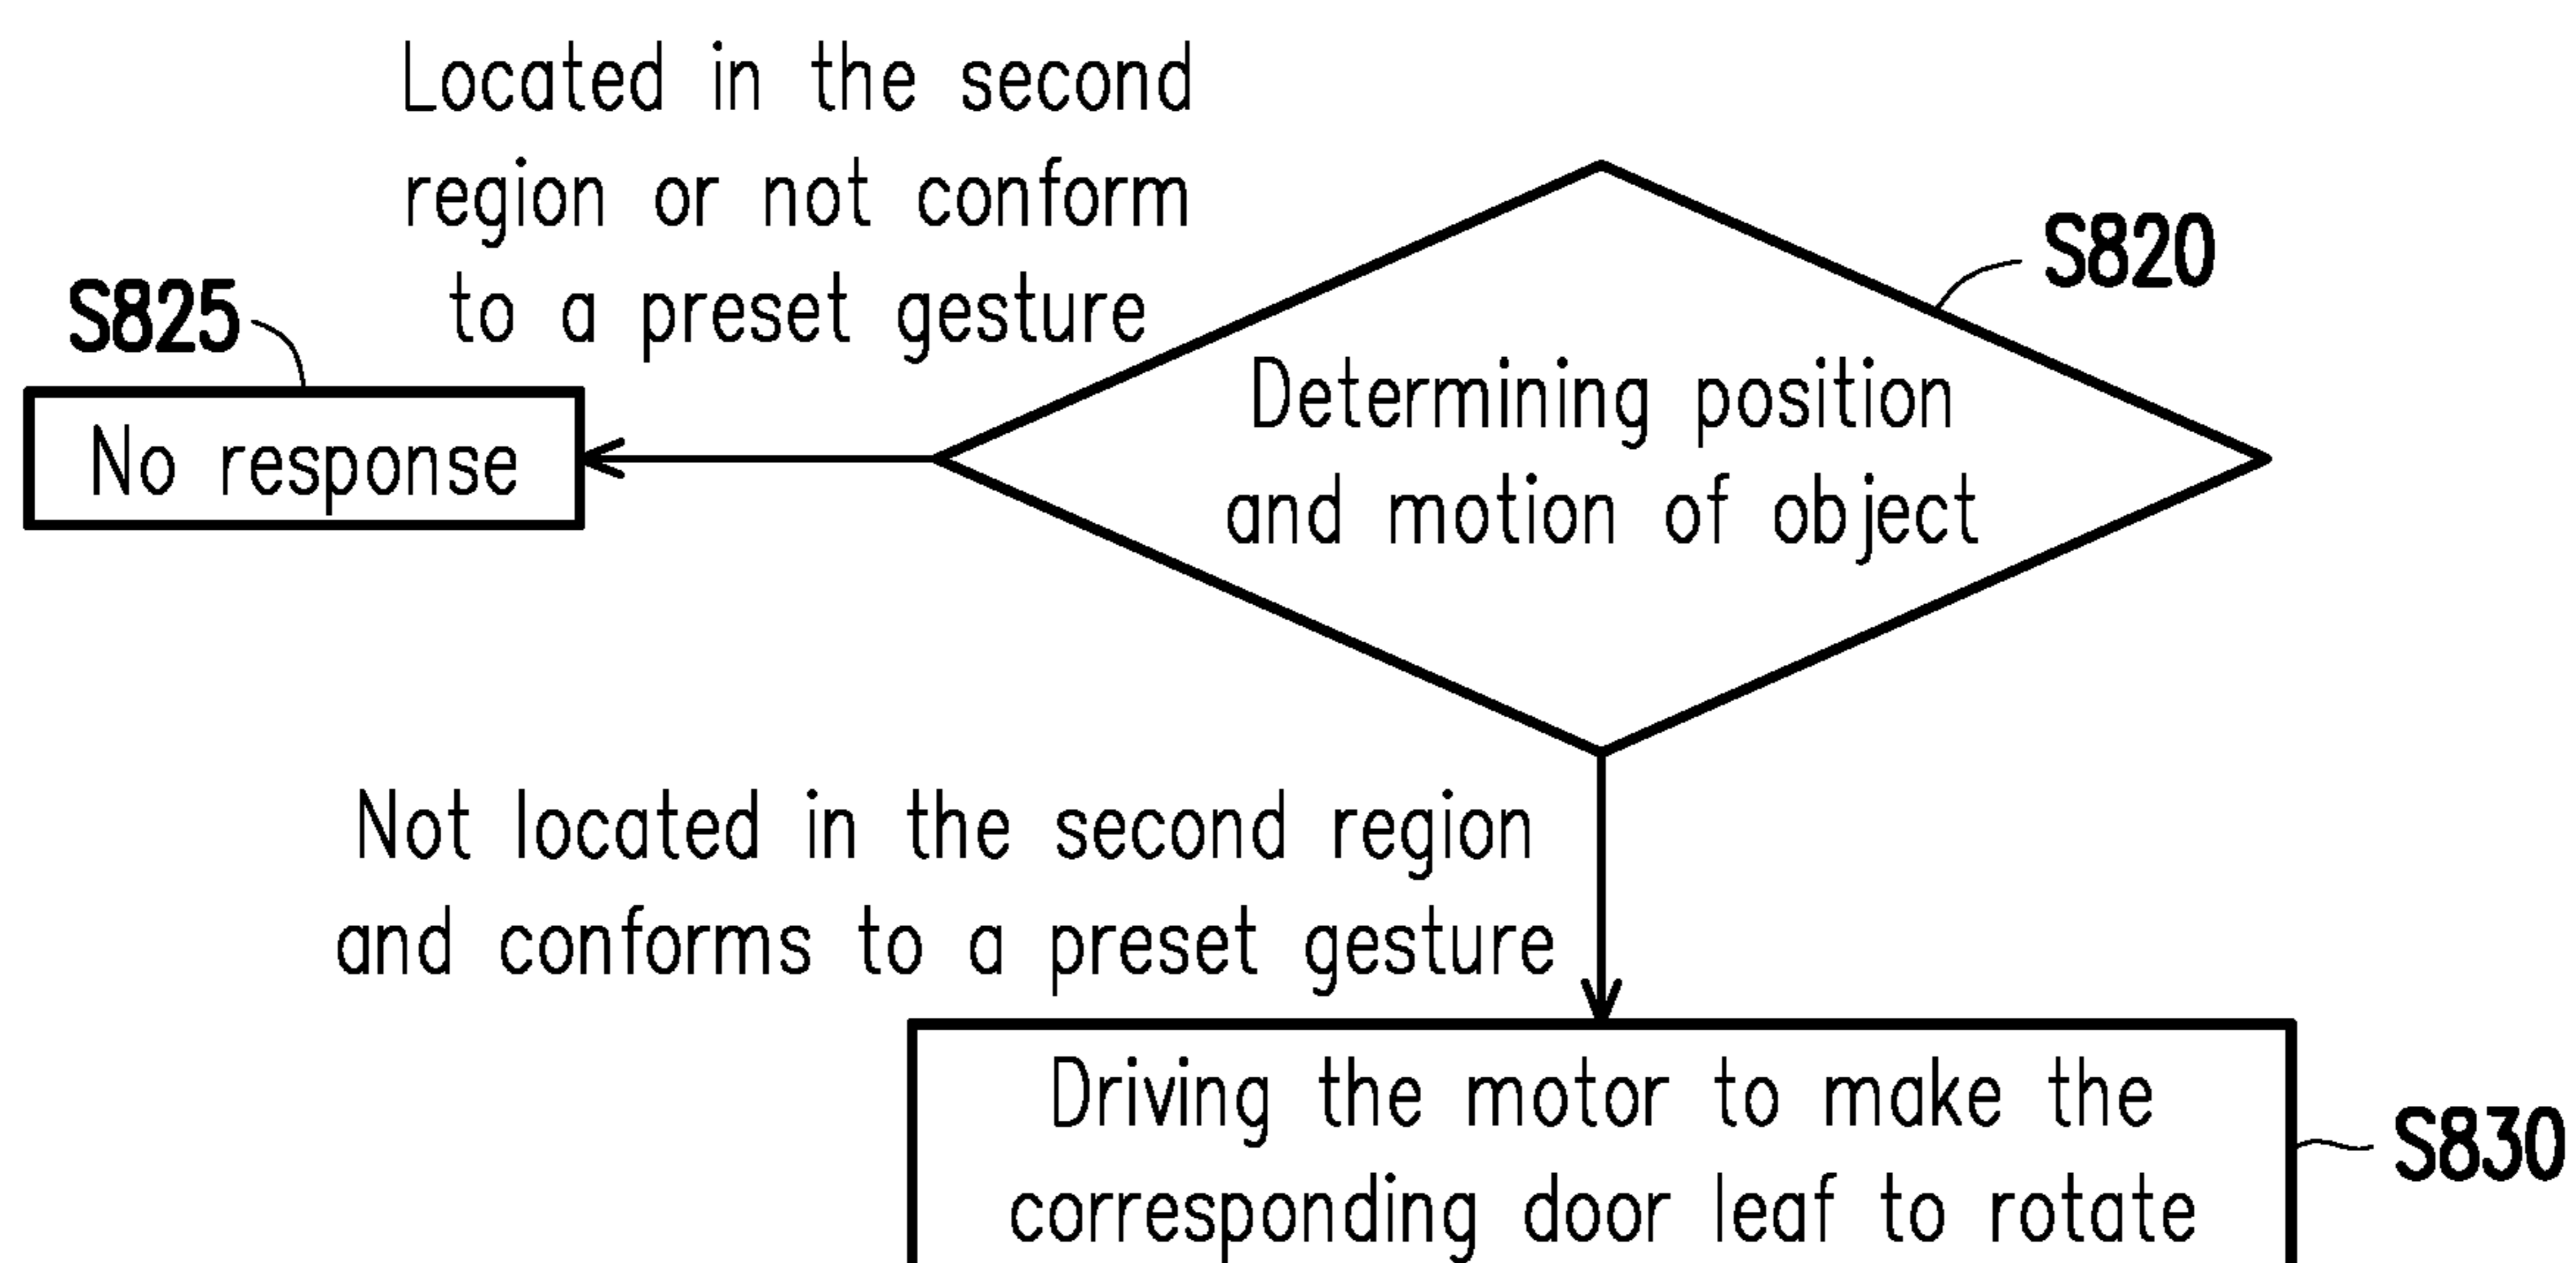 Located in the second
region or not conform
to a preset gesture
S820
S825
Determining position
and motion of object
No response
Not located in the second region
and conforms to a preset gesture
Driving the motor to make the
corresponding door leaf to rotate
S830